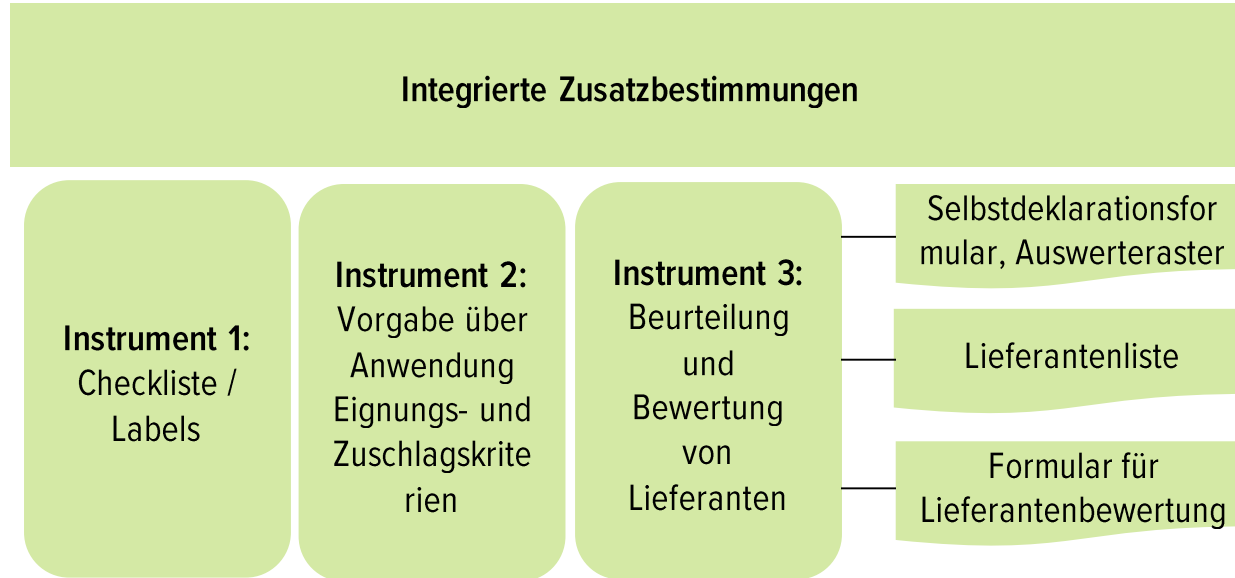 Integrierte Zusatzbestimmungen
Instrument 1:
Checkliste /
Labels
Instrument 2:
Vorgabe über
Anwendung
Eignungs- und
Zuschlagskrite
rien
Instrument 3:
Beurteilung
und
Bewertung
von
Lieferanten
Selbstdeklarationsfor
mular, Auswerteraster
Lieferantenliste
Formular für
Lieferantenbewertung